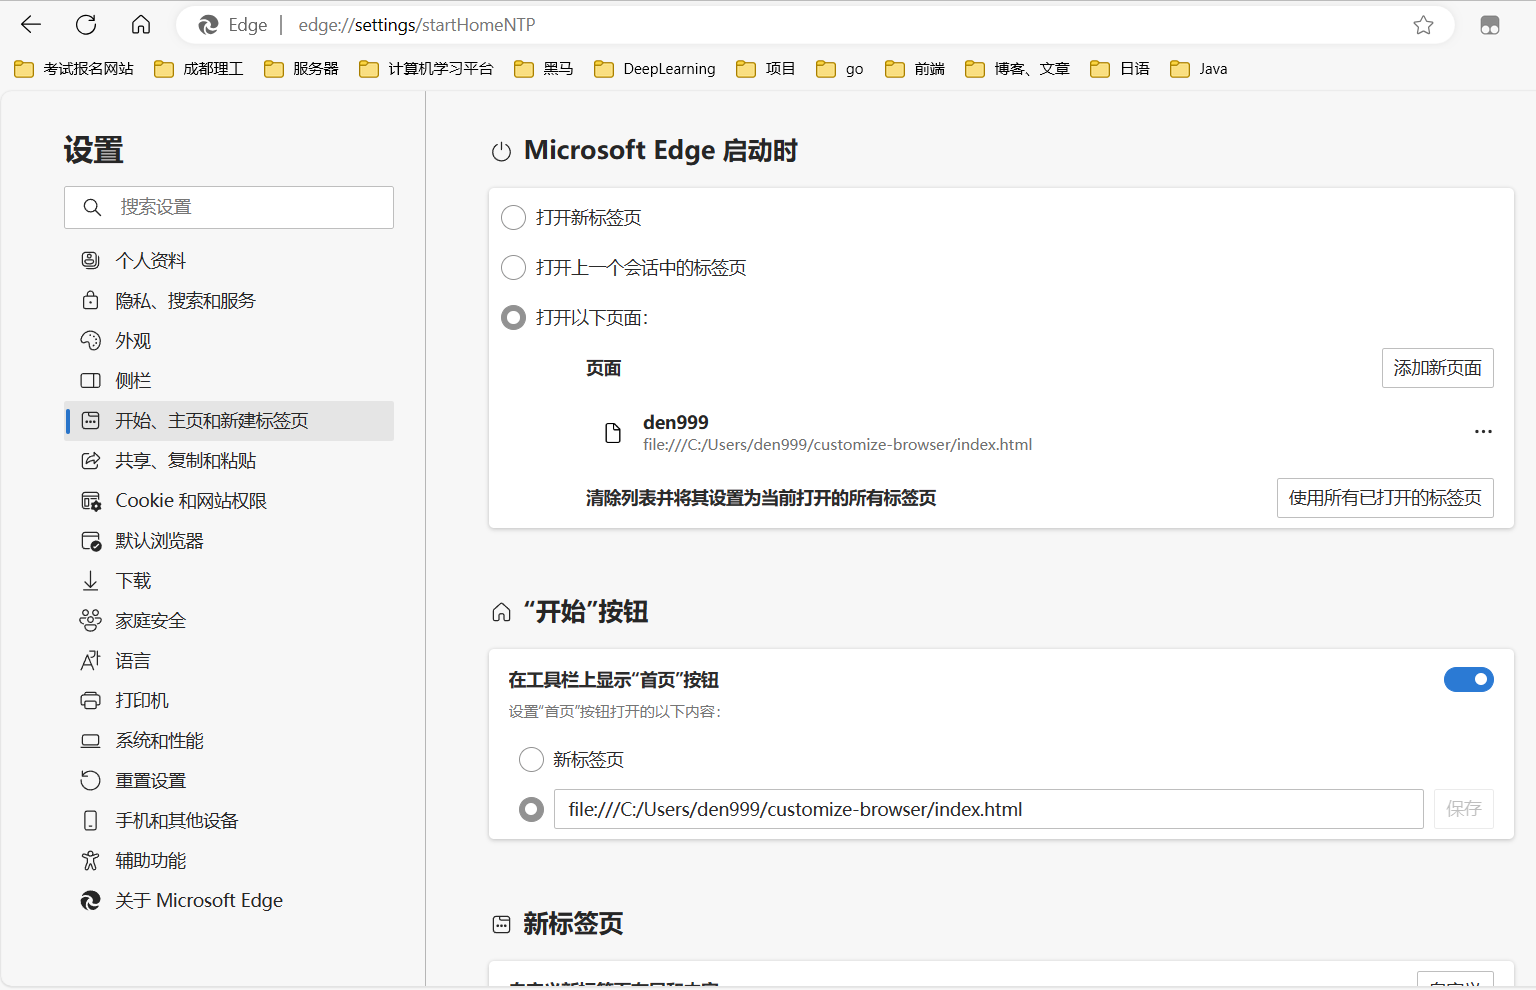 Edge | edge://settings/startHomeNTP
考试报名网站 成都理工 服务器 计算机学习平台 黑马 DeepLearning 项目 go 前端 博客、文章 日语 Java
设置
搜索设置
个人资料
隐私、搜索和服务
外观
侧栏
开始、主页和新建标签页
共享、复制和粘贴
Cookie 和网站权限
默认浏览器
下载
家庭安全
语言
打印机
系统和性能
重置设置
手机和其他设备
辅助功能
关于 Microsoft Edge
Microsoft Edge 启动时
打开新标签页
打开上一个会话中的标签页
打开以下页面:
页面 添加新页面
den999
file:///C:/Users/den999/customize-browser/index.html
清除列表并将其设置为当前打开的所有标签页 使用所有已打开的标签页
“开始”按钮
在工具栏上显示“首页”按钮
设置“首页”按钮打开的以下内容:
新标签页
file:///C:/Users/den999/customize-browser/index.html 保存
新标签页